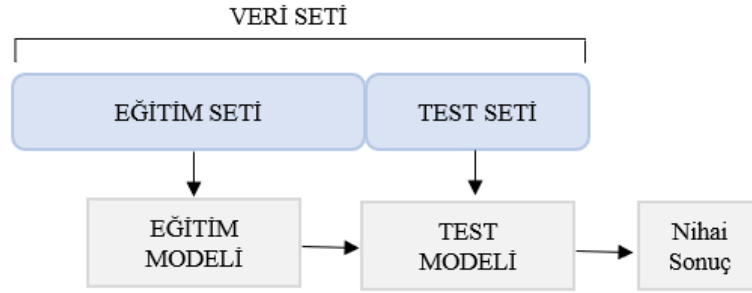 VERİ SETİ
EĞİTİM SETİ
TEST SETİ
EĞİTİM
MODELİ
TEST
MODELİ
Nihai
Sonuç